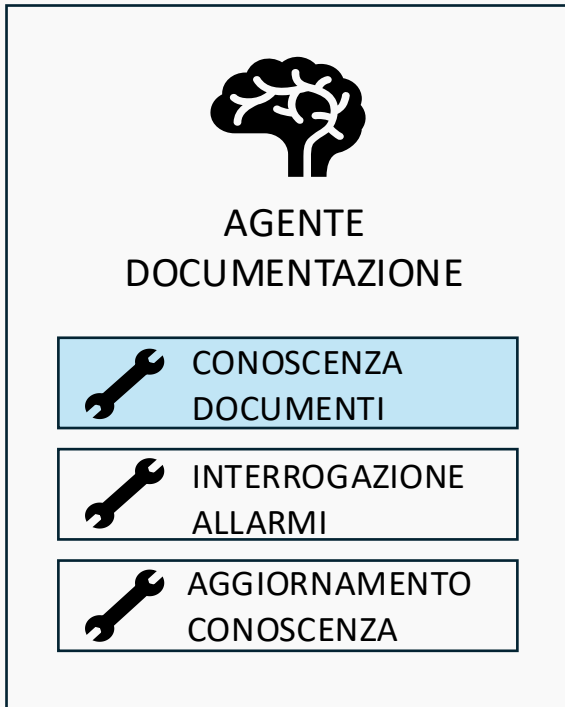 AGENTE
DOCUMENTAZIONE
CONOSCENZA
DOCUMENTI
INTERROGAZIONE
ALLARMI
AGGIORNAMENTO
CONOSCENZA